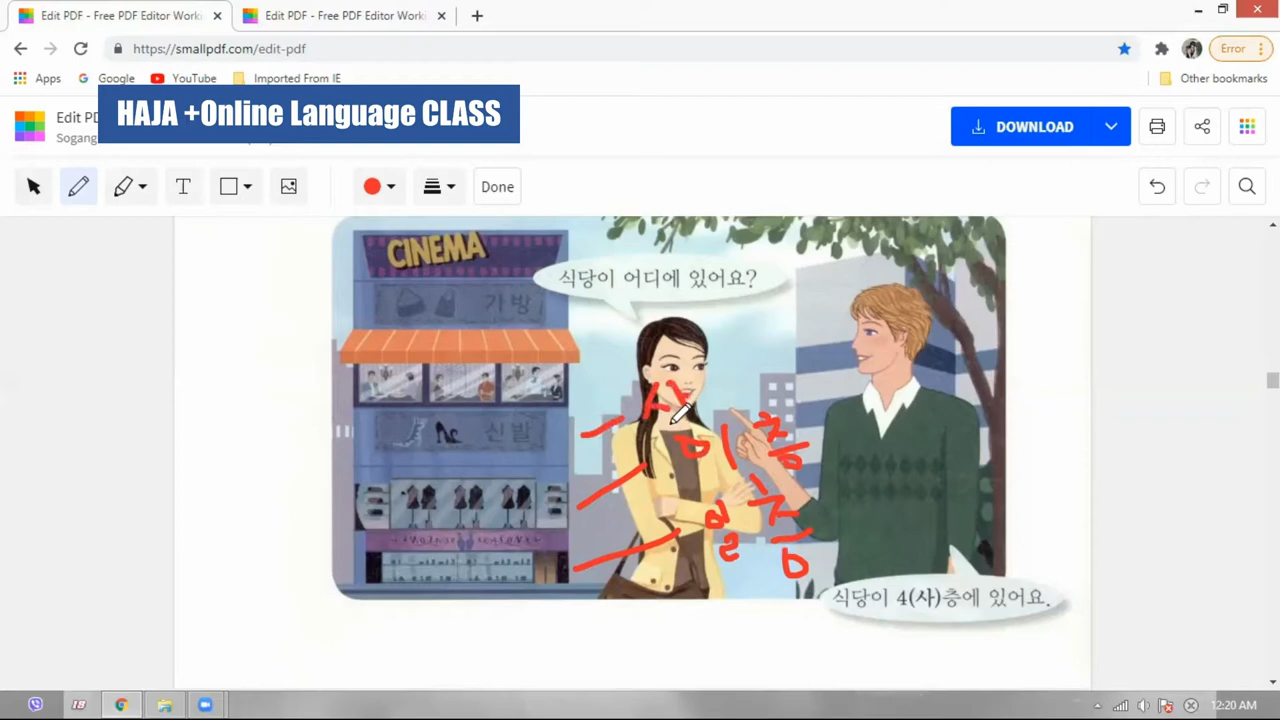 Edit PDF - Free PDF Editor Worki
Edit PDF - Free PDF Editor Worki
https://smallpdf.com/edit-pdf
Error
Apps
Google
YouTube
Imported From IE
Other bookmarks
HAJA +Online Language CLASS
Edit PD
Sogang
DOWNLOAD
T
Done
CINEMA
가방
식당이 어디에 있어요?
신발
사
이층
일층
식당이 4(사)층에 있어요.
18
12:20 AM